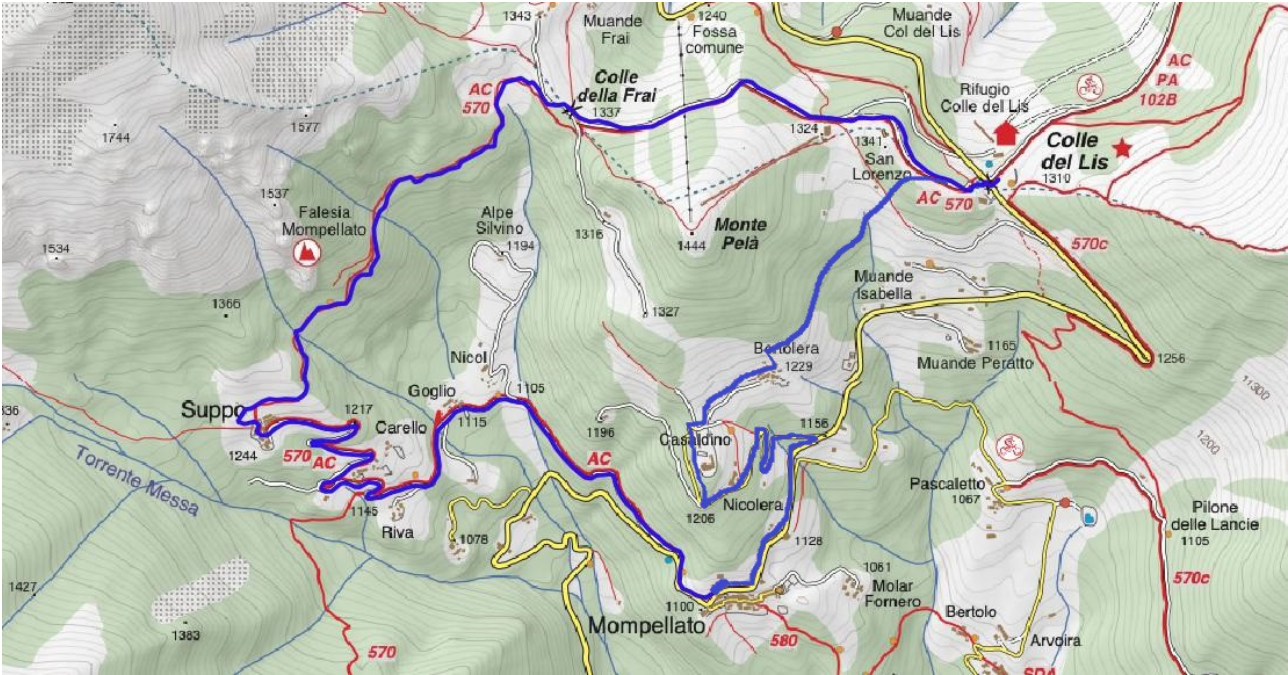 1343
Muande
Frai
1240
Fossa
comune
Muande
Col del Lis
AC
PA
102B
AC
570
Colle
della Frai
1337
Rifugio
Colle del Lis
1744
1577
1324
1341
San
Lorenzo
Colle
del Lis
1310
1537
Falesia
Mompellato
Alpe
Silvino
1194
AC 570
1534
1316
1444
Monte
Pelà
570c
1366
1327
Muande
Isabella
Bertolera
1229
1165
Muande Peratto
1256
Nicol
Goglio
1105
1115
11300
1200
Suppo
1217
Carello
1244
570
AC
1196
Casaldino
1156
AC
Torrente Messa
1145
Riva
1206
Nicolera
Pascaletto
1067
Pilone
delle Lancie
1105
1078
1128
1061
Molar
Fornero
570c
1427
1100
Mompellato
580
Bertolo
Arvoira
1383
570
SPA